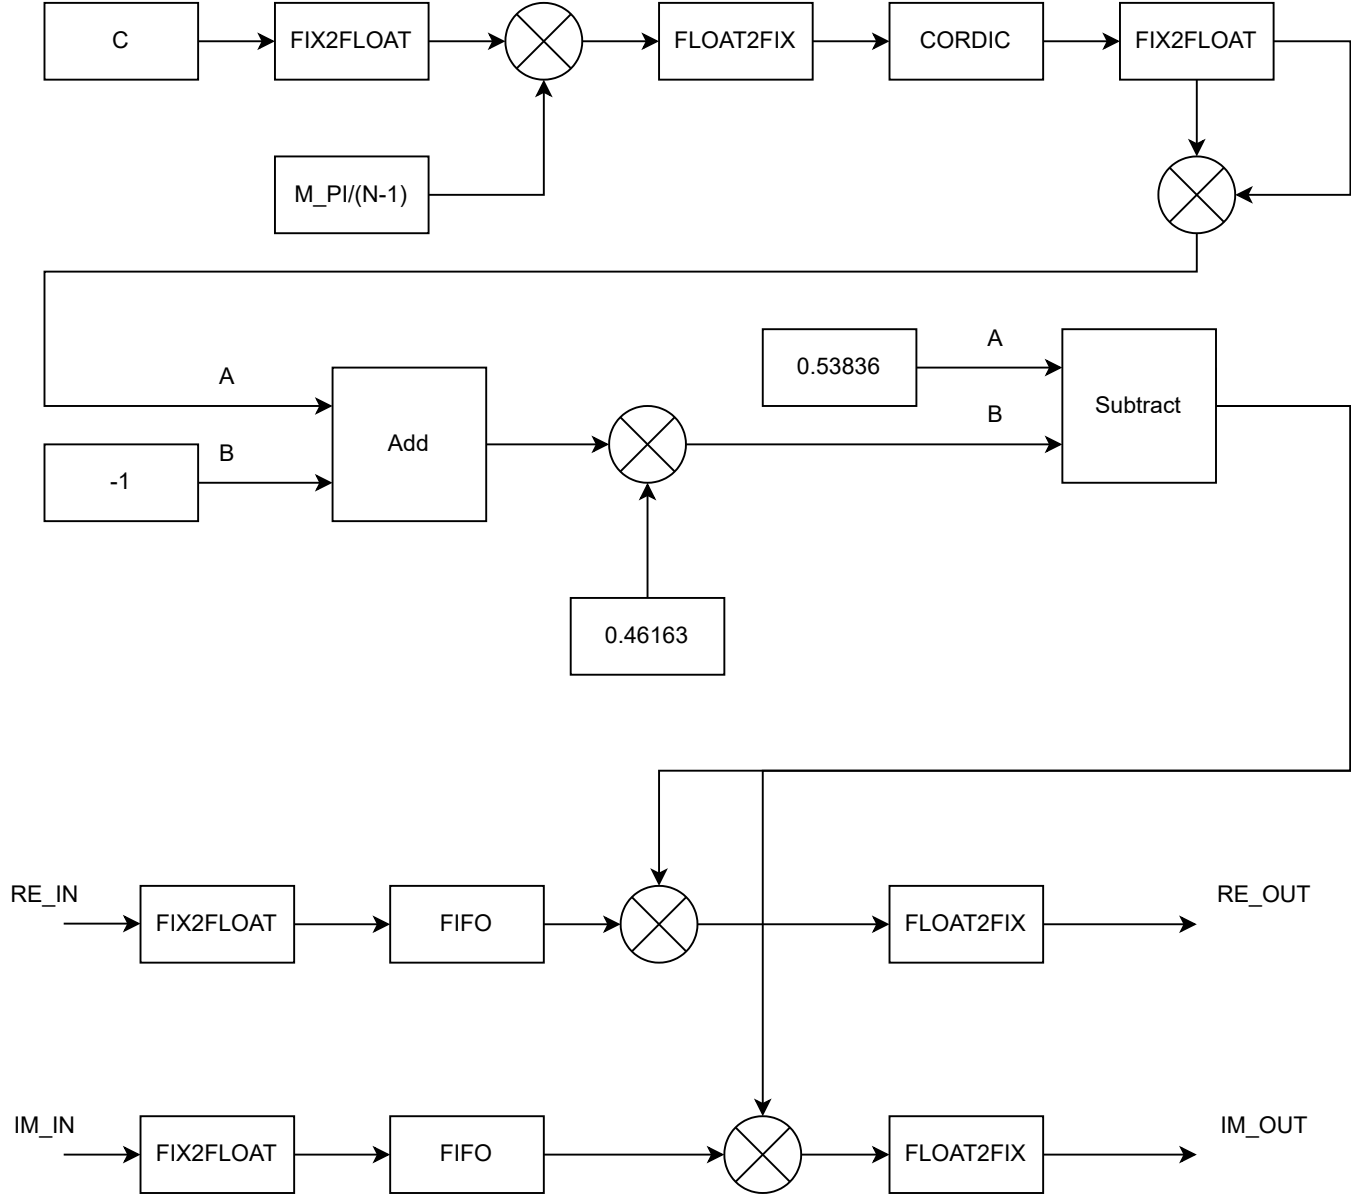 C
FIX2FLOAT
FLOAT2FIX
CORDIC
FIX2FLOAT
M_PI/(N-1)
A
B
-1
Add
0.53836
A
B
Subtract
0.46163
RE_IN
FIX2FLOAT
FIFO
FLOAT2FIX
RE_OUT
IM_IN
FIX2FLOAT
FIFO
FLOAT2FIX
IM_OUT